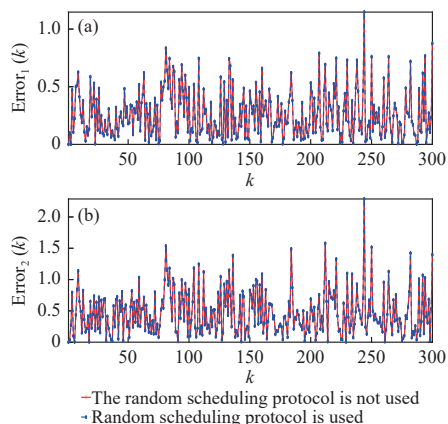 (a)
Error₁ (k)
1.0
0.5
0
50 100 150 200 250 300
k
(b)
Error₂ (k)
2.0
1.5
1.0
0.5
0
50 100 150 200 250 300
k
The random scheduling protocol is not used
Random scheduling protocol is used